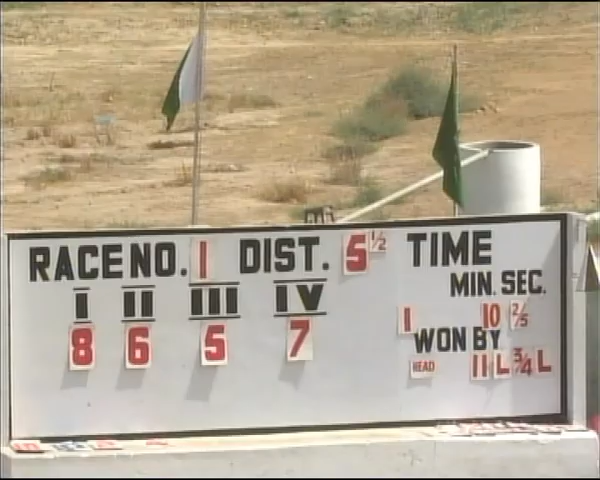 RACE NO. 1 DIST. 5 1/2 TIME
MIN. SEC.
I II III IV
1 10 2/5
8 6 5 7
WON BY
HEAD 1 1 L 3/4 L